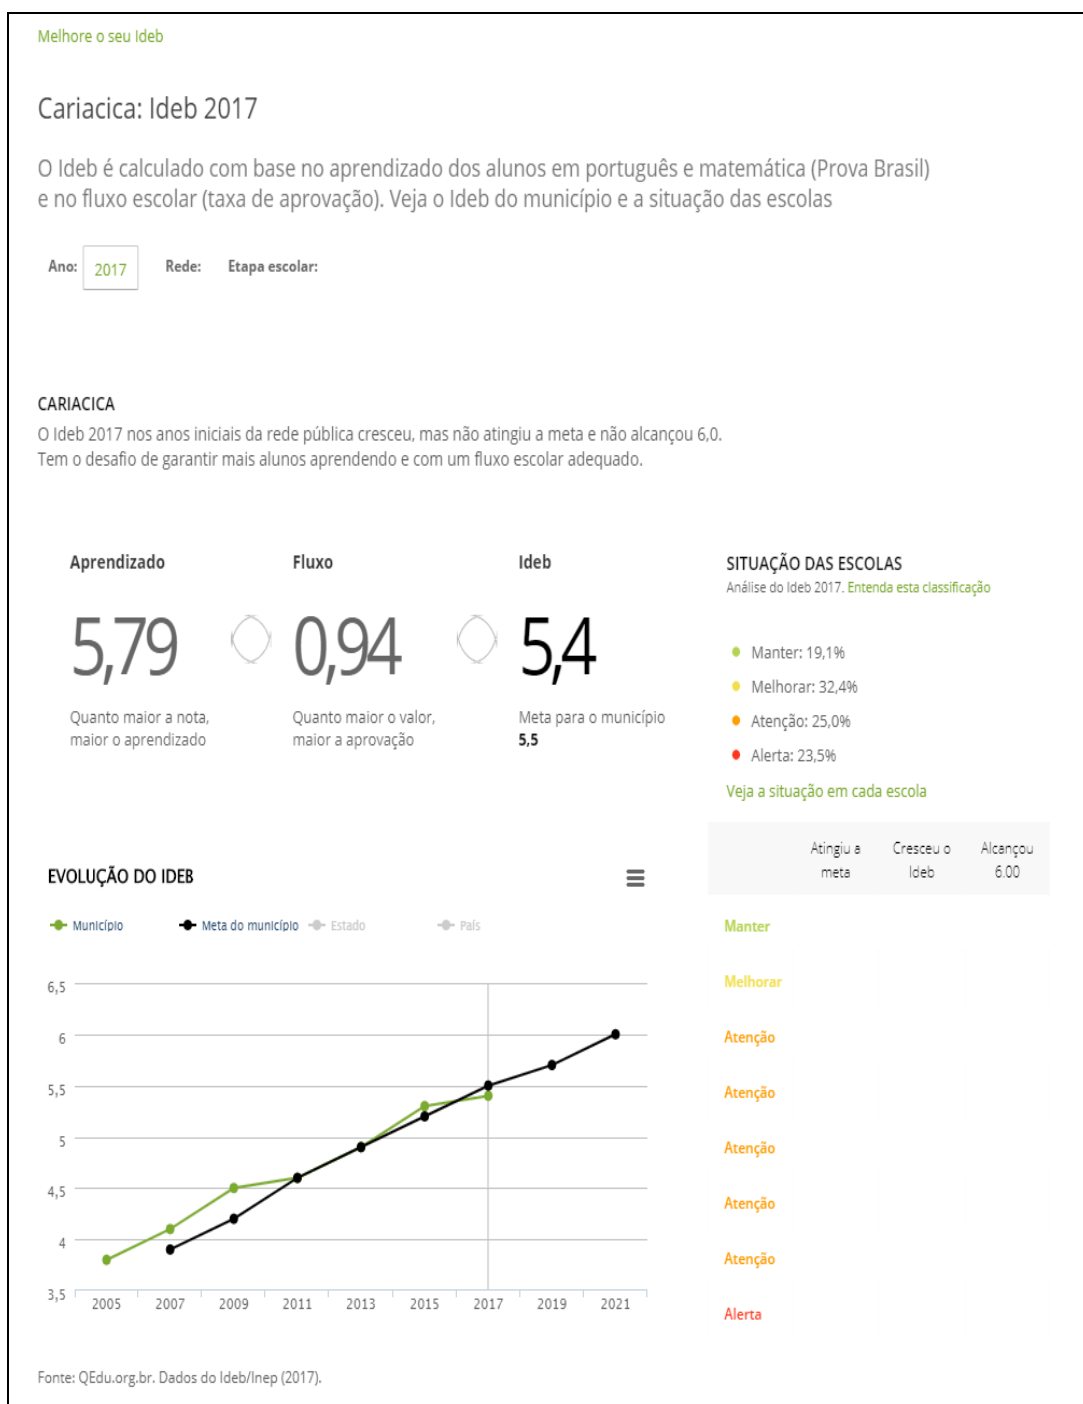 Melhore o seu Ideb
Cariacica: Ideb 2017
O Ideb é calculado com base no aprendizado dos alunos em português e matemática (Prova Brasil)
e no fluxo escolar (taxa de aprovação). Veja o Ideb do município e a situação das escolas
Ano: 2017 Rede: Etapa escolar:
CARIACICA
O Ideb 2017 nos anos iniciais da rede pública cresceu, mas não atingiu a meta e não alcançou 6,0.
Tem o desafio de garantir mais alunos aprendendo e com um fluxo escolar adequado.
Aprendizado
5,79
Quanto maior a nota,
maior o aprendizado
Fluxo
0,94
Quanto maior o valor,
maior a aprovação
Ideb
5,4
Meta para o município
5,5
SITUAÇÃO DAS ESCOLAS
Análise do Ideb 2017. Entenda esta classificação
Manter: 19,1%
Melhorar: 32,4%
Atenção: 25,0%
Alerta: 23,5%
Veja a situação em cada escola
Atingiu a
meta
Cresceu o
Ideb
Alcançou
6.00
Manter
Melhorar
Atenção
Atenção
Atenção
Atenção
Atenção
Alerta
EVOLUÇÃO DO IDEB
Município Meta do município Estado País
6,5
6
5,5
5
4,5
4
3,5
2005 2007 2009 2011 2013 2015 2017 2019 2021
Fonte: QEdu.org.br. Dados do Ideb/Inep (2017).